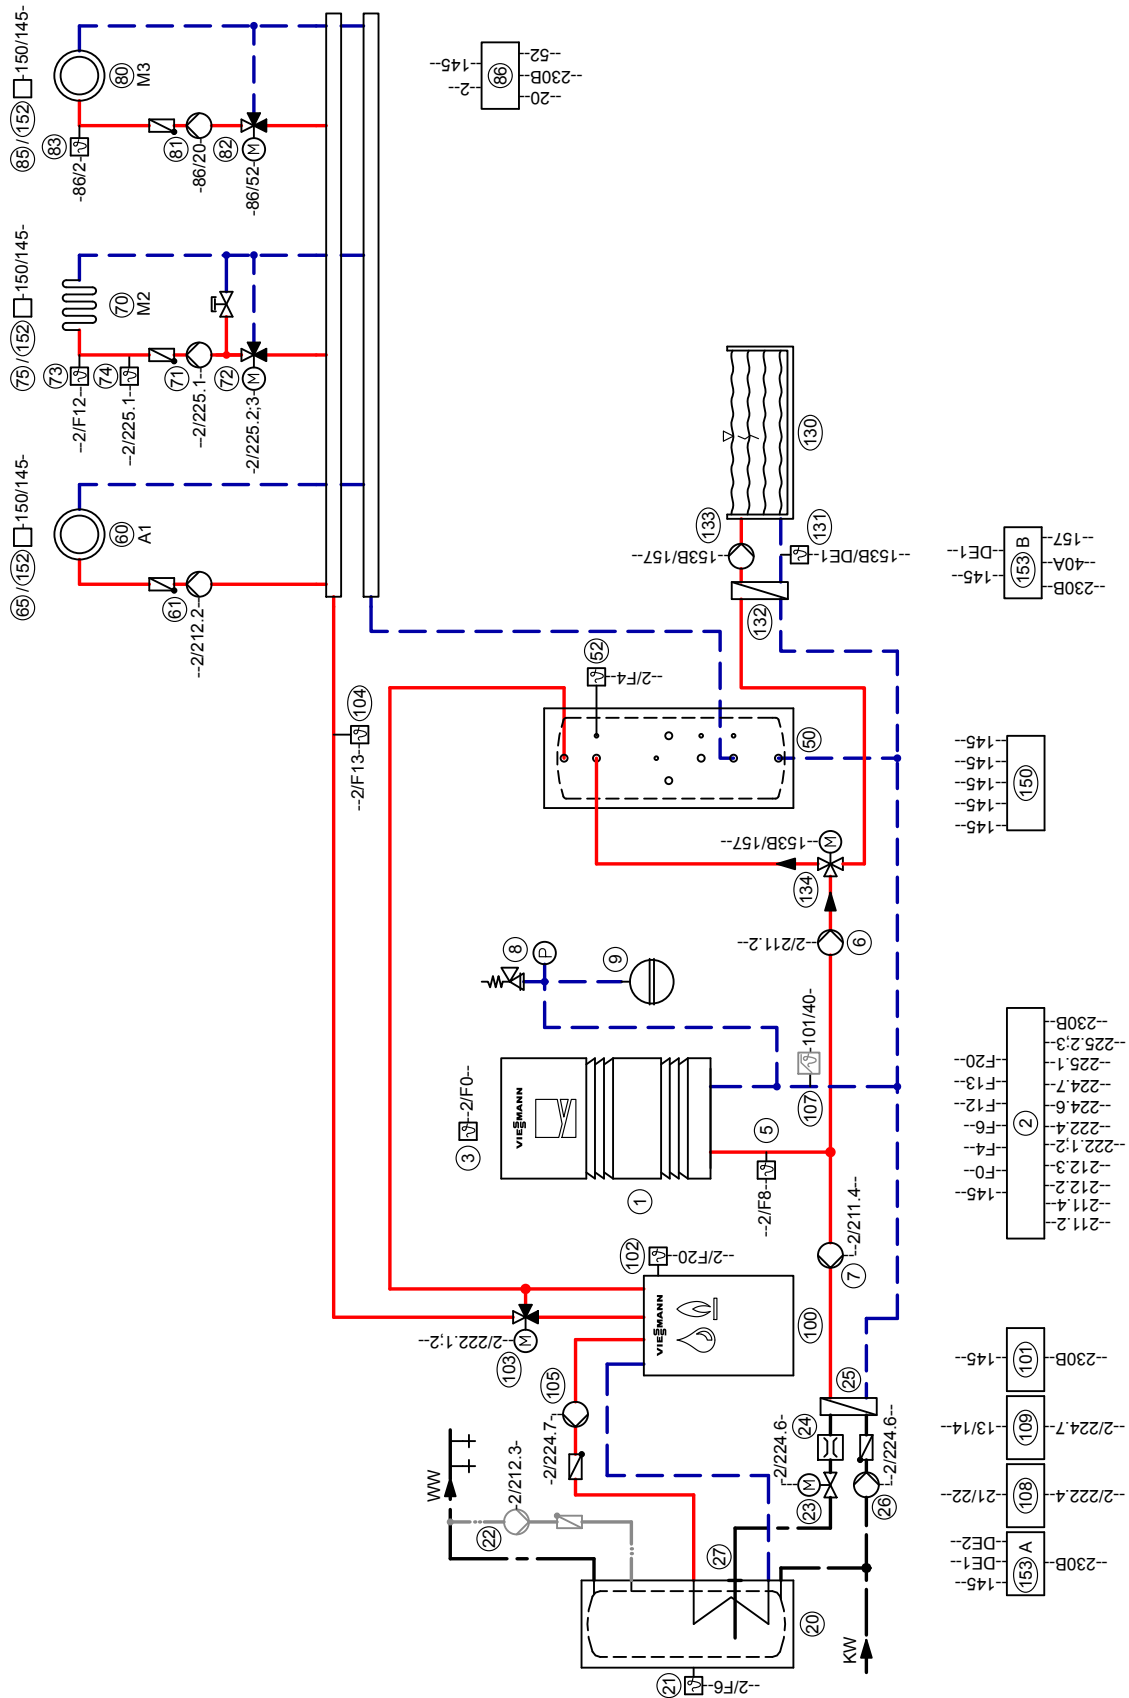 85 / 152 -150/145-
80
M3
83
-86/2-
81
-86/20-
82
M
-86/52-
75 / 152 -150/145-
70
M2
73
--2/F12--
74
--2/225.1--
71
--2/225.1--
72
M
-2/225.2;3
65 / 152 -150/145-
60
A1
61
--2/212.2--
86
145--
--2--
--52-
--230B--
--20--
104
--2/F13--
52
--2/F4--
50
130
133
--153B/157--
131
--153B/DE1--
132
134
M
--153B/157--
6
--2/211.2--
8
P
9
VIESMANN
3
--2/F0--
1
107
--101/40-
5
--2/F8--
7
--2/211.4--
102
--2/F20--
VIESMANN
100
103
M
--2/222.1;2--
105
-2/224.7-
WW
22
-2/212.3-
25
24
-2/224.6-
M
23
26
--2/224.6--
27
20
21
--2/F6--
KW
153 B
DE1--
145--
--157
--40A--
--230B--
150
145--
145--
145--
145--
145--
2
F20--
F13--
F12--
F6--
F4--
F0--
145--
--230B--
--225.2;3--
--225.1--
--224.7--
--224.6--
--222.4--
--222.1;2--
--212.3--
--212.2--
--211.4--
--211.2--
101
145--
--230B--
109
13/14--
--2/224.7--
108
21/22--
--2/222.4--
153 A
DE2--
DE1--
145--
--230B--